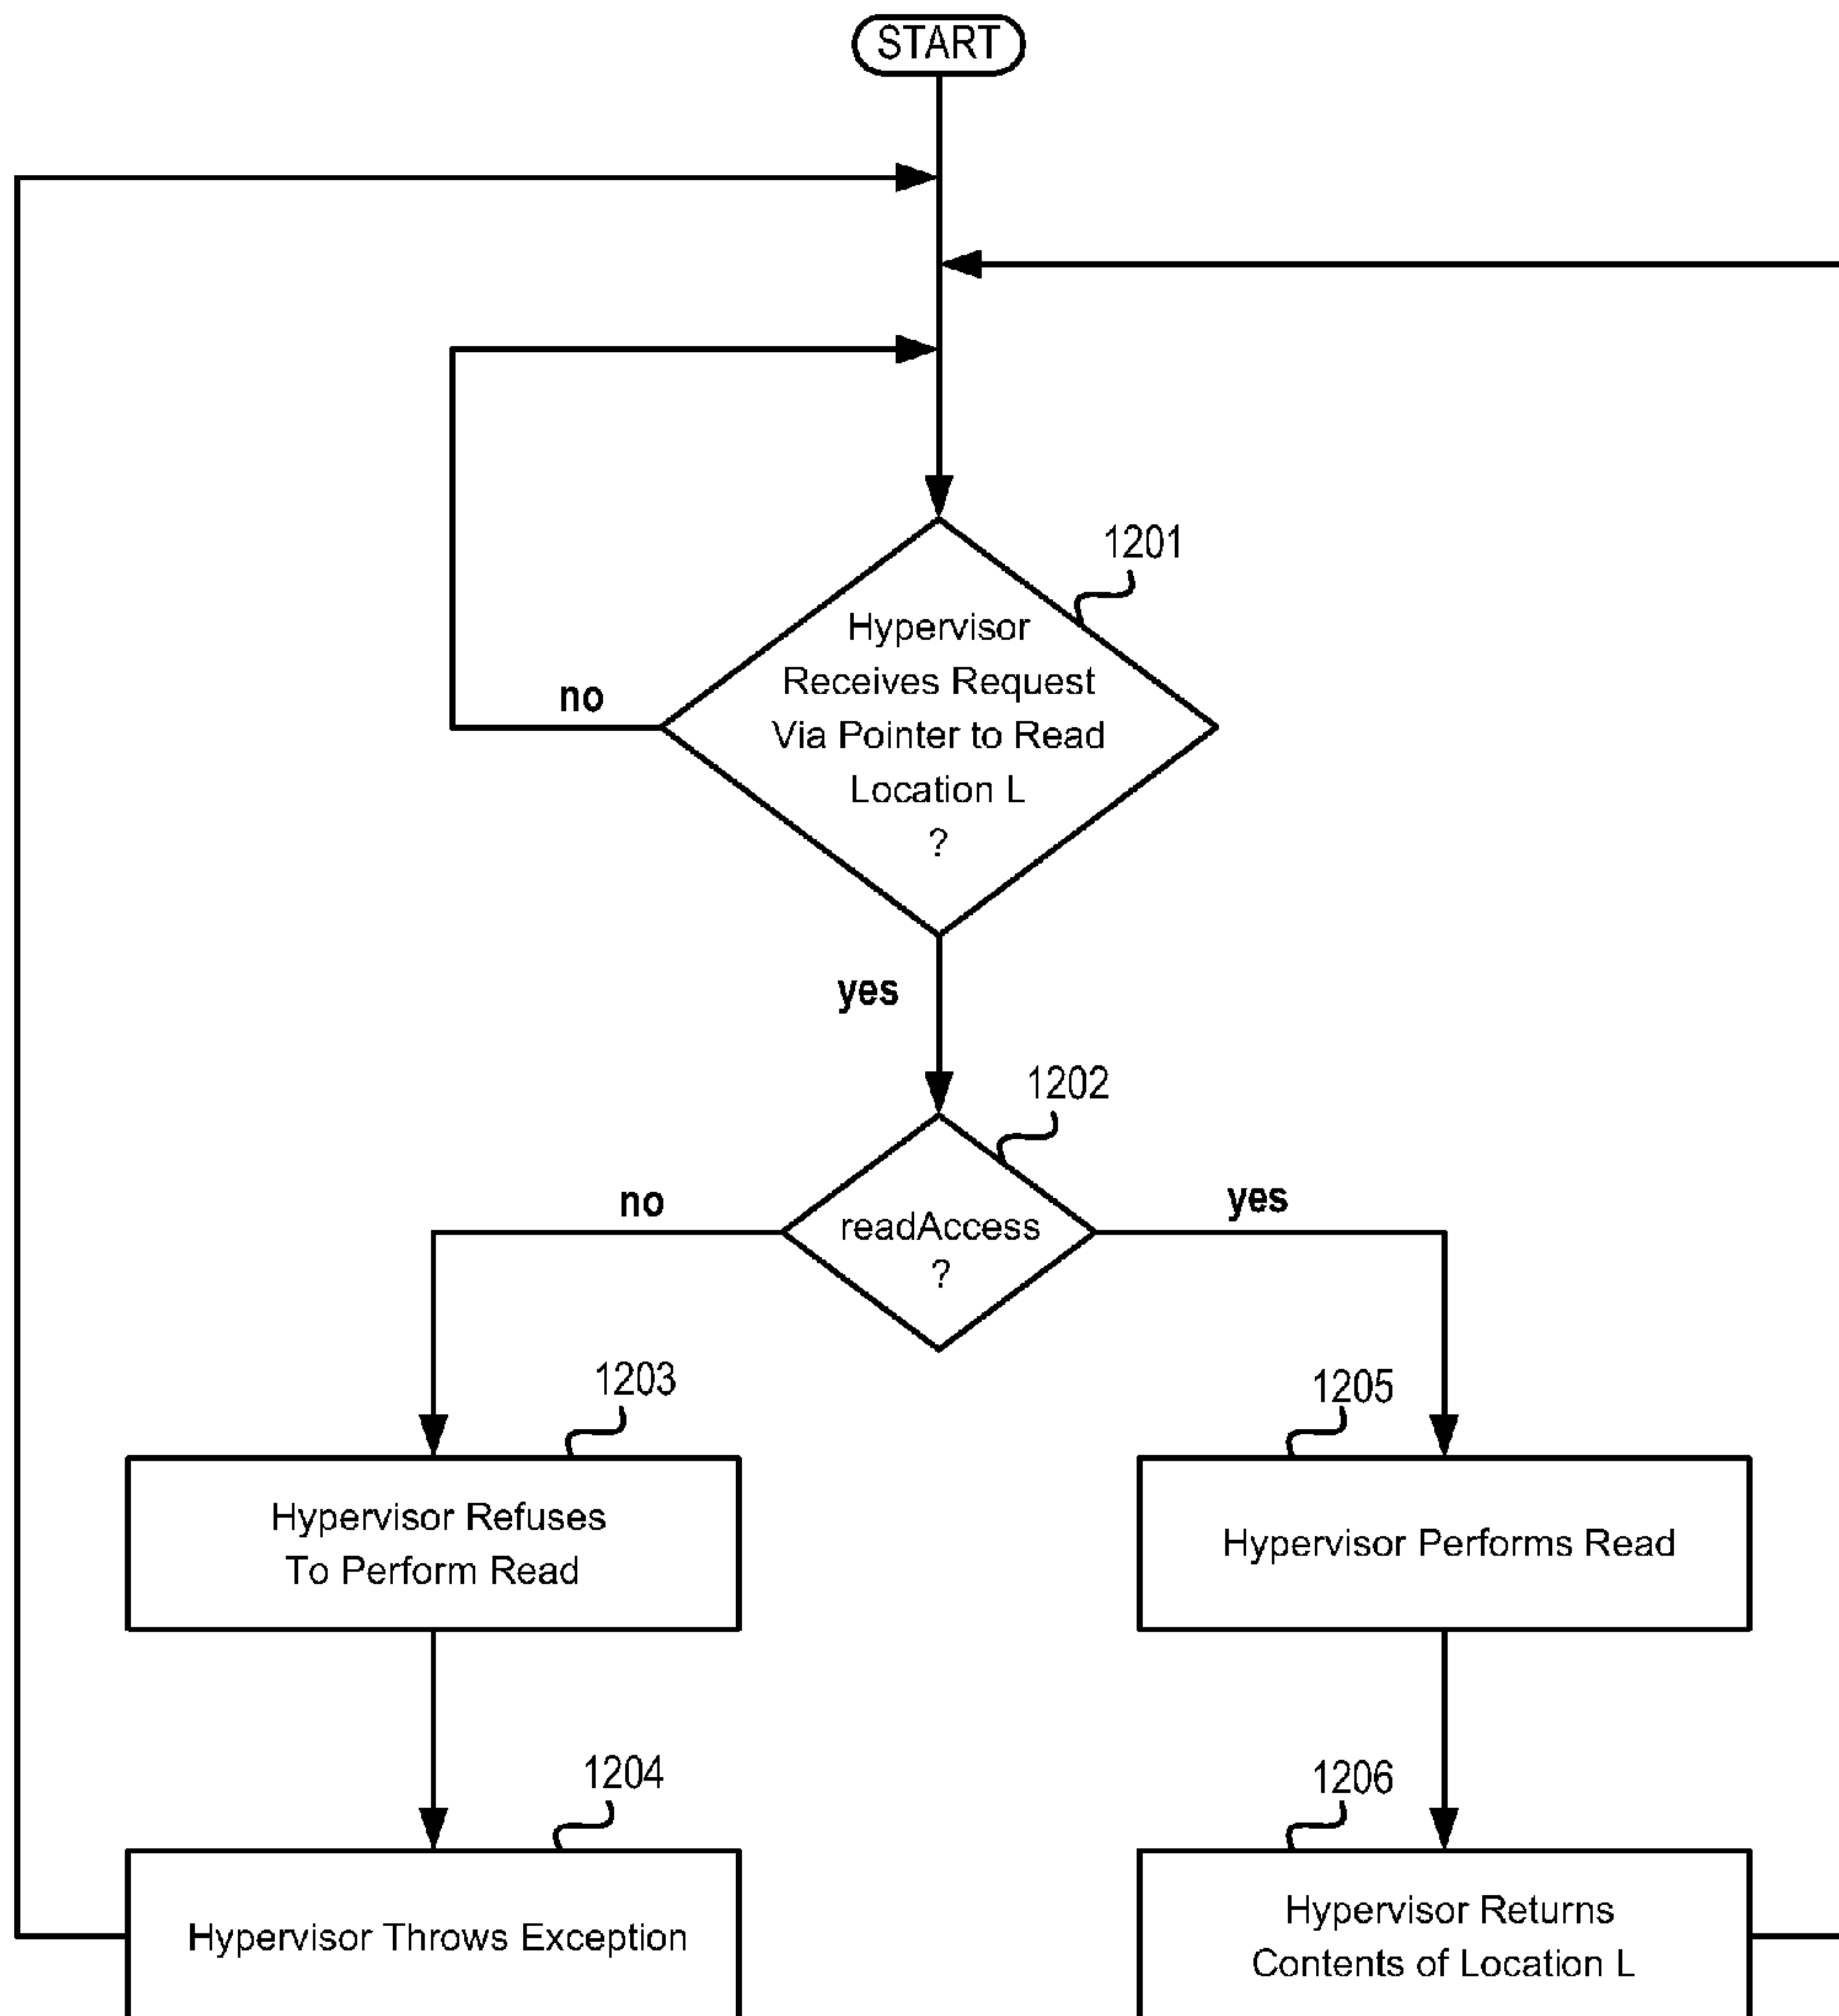 START
1201
Hypervisor
Receives Request
Via Pointer to Read
Location L
?
no
yes
1202
readAccess
?
no
yes
1203
Hypervisor Refuses
To Perform Read
1205
Hypervisor Performs Read
1204
Hypervisor Throws Exception
1206
Hypervisor Returns
Contents of Location L